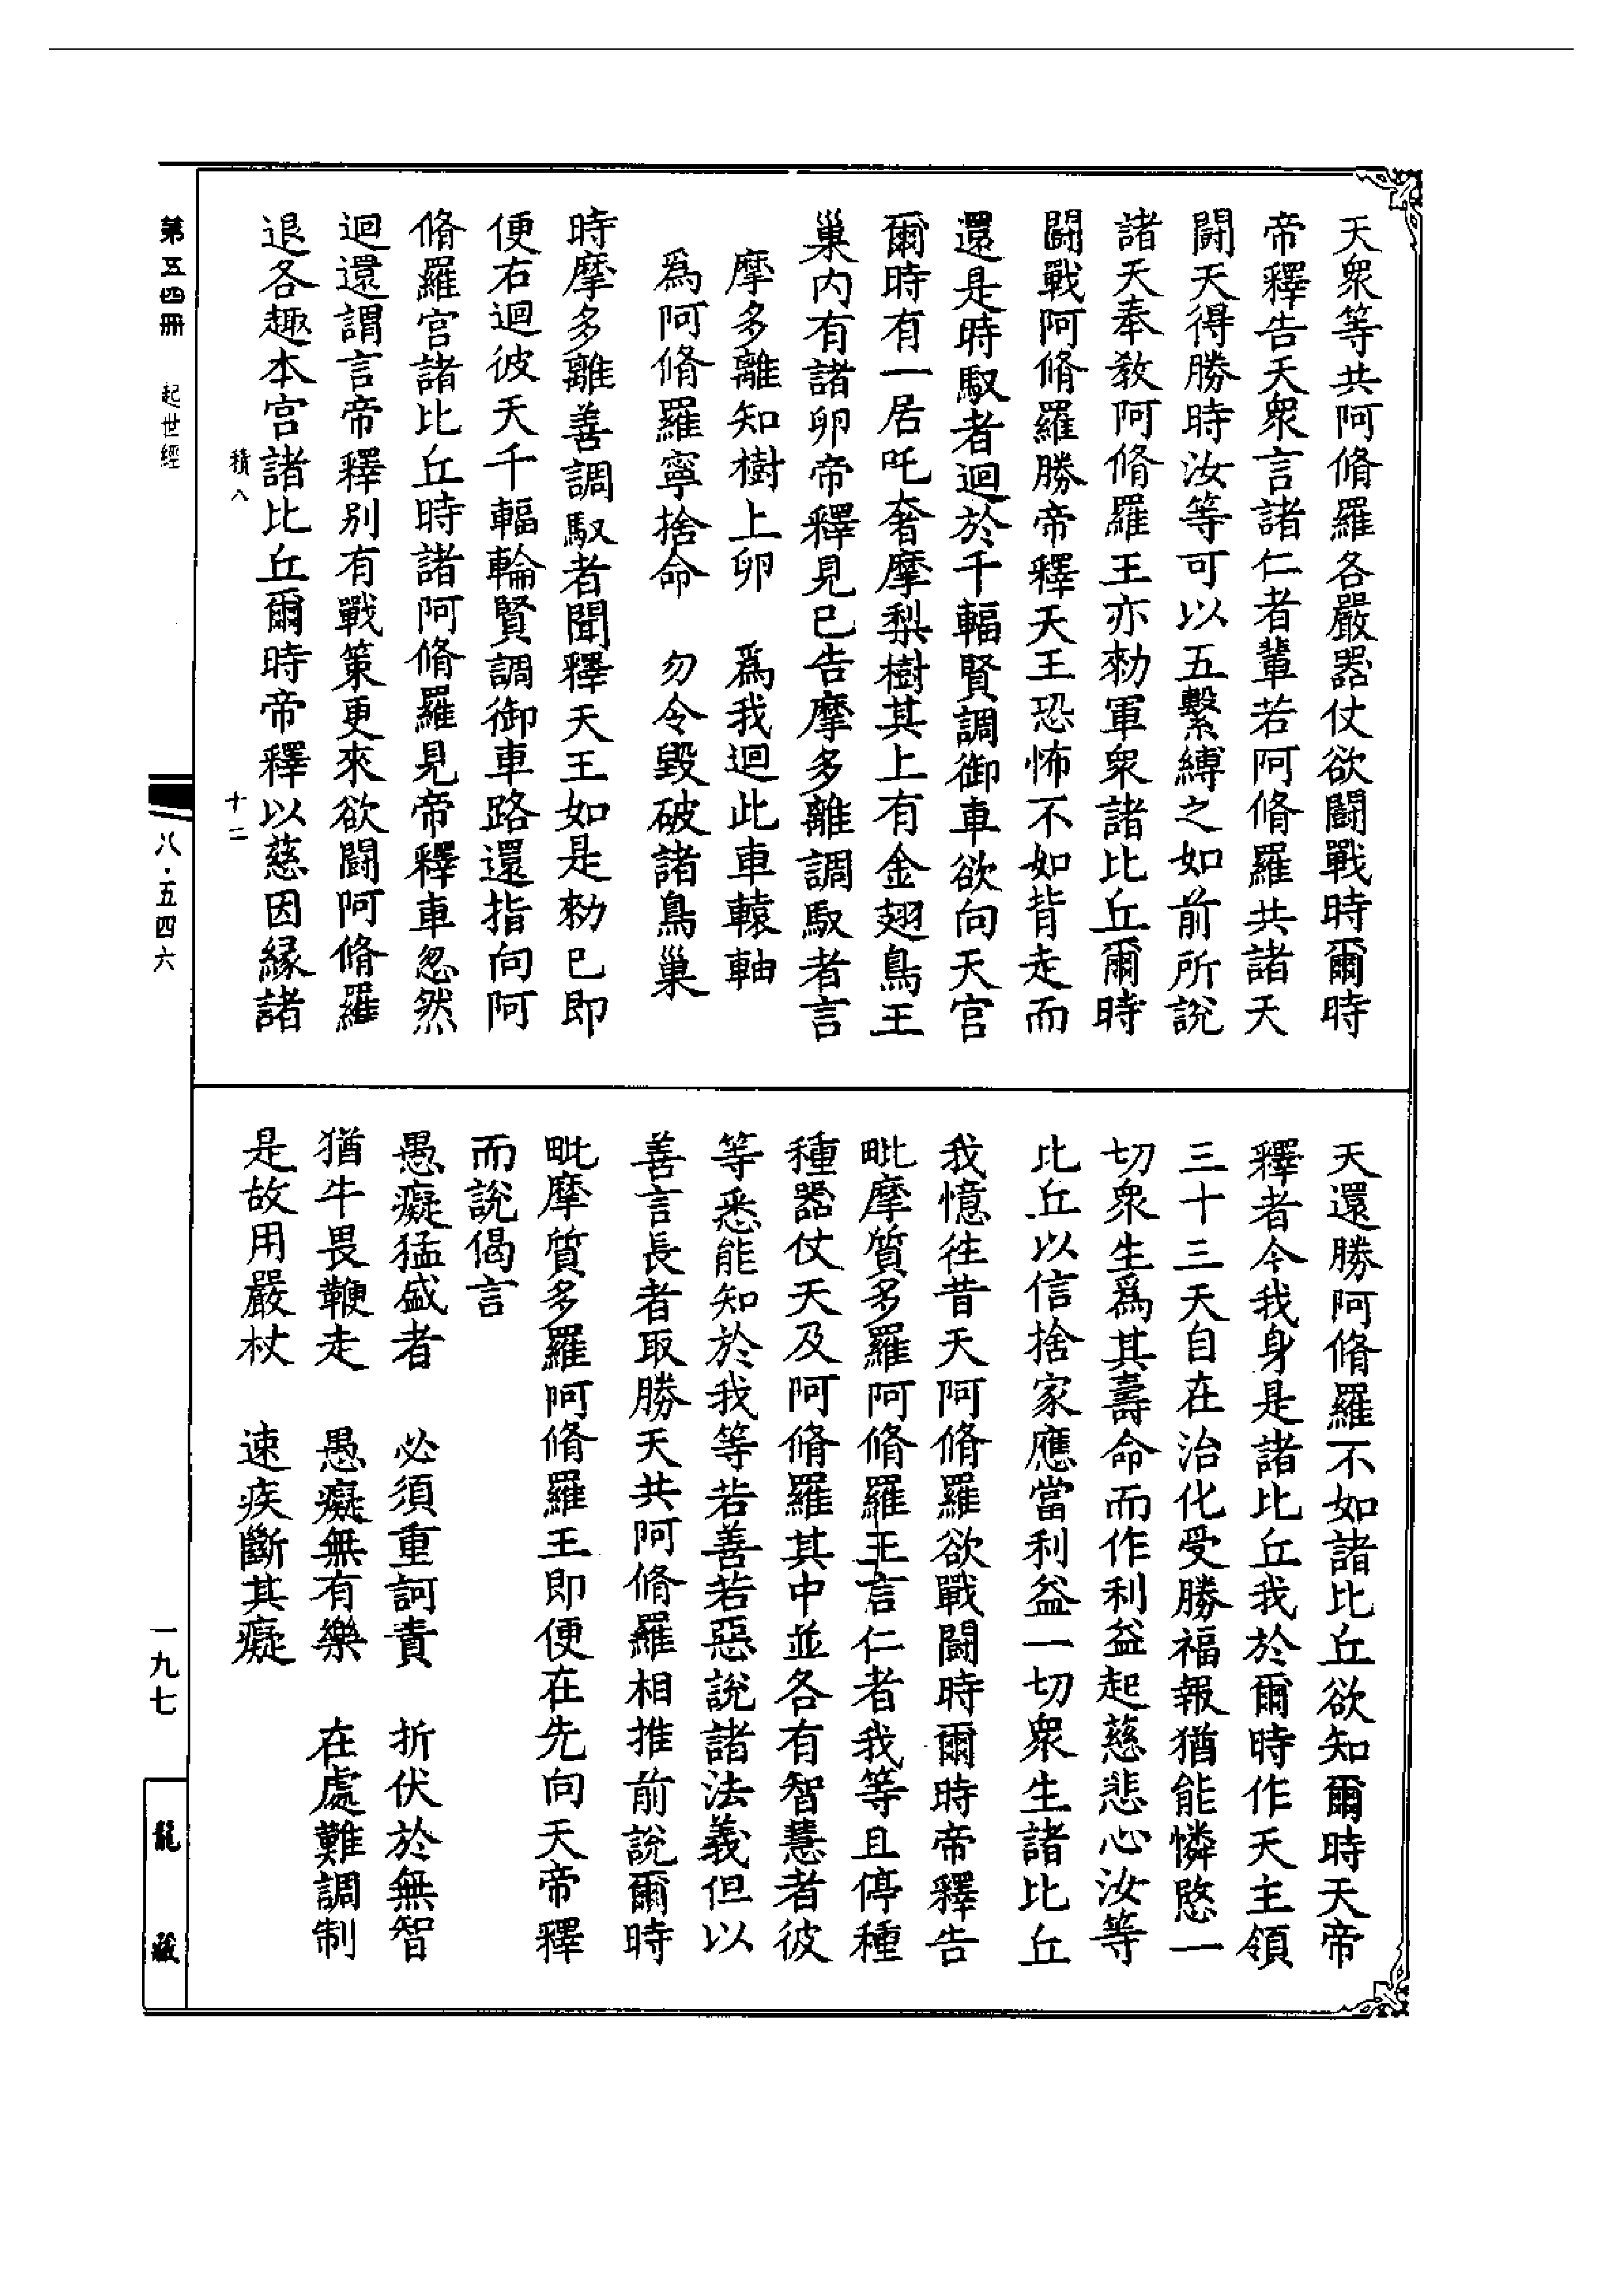 天衆等共阿脩羅各嚴器仗欲鬪戰時爾時
帝釋告天衆言諸仁者輩若阿脩羅共諸天
鬪天得勝時汝等可以五繫縛之如前所說
諸天奉教阿脩羅王亦勑軍衆諸比丘爾時
鬪戰阿脩羅勝帝釋天王恐怖不如背走而
還是時馭者迴於千輻賢調御車欲向天宮
爾時有一居吒奢摩梨樹其上有金翅鳥王
巢内有諸卵帝釋見已告摩多離調馭者言
摩多離知樹上卵　爲我迴此車轅軸
爲阿脩羅寧捨命　勿令毀破諸鳥巢
時摩多離善調馭者聞釋天王如是勑已即
便右迴彼天千輻輪賢調御車路還指向阿
脩羅宮諸比丘時諸阿脩羅見帝釋車忽然
迴還謂言帝釋別有戰策更來欲鬪阿脩羅
退各趣本宮諸比丘爾時帝釋以慈因緣諸
積八　十二
天還勝阿脩羅不如諸比丘欲知爾時天帝
釋者今我身是諸比丘我於爾時作天主領
三十三天自在治化受勝福報猶能憐愍一
切衆生爲其壽命而作利益起慈悲心汝等
比丘以信捨家應當利益一切衆生諸比丘
我憶往昔天阿脩羅欲戰鬪時爾時帝釋告
毗摩質多羅阿脩羅王言仁者我等且停種
種器仗天及阿脩羅其中並各有智慧者彼
等悉能知於我等若善若惡說諸法義但以
善言長者取勝天共阿脩羅相推前說爾時
毗摩質多羅阿脩羅王即便在先向天帝釋
而說偈言
愚癡猛盛者　必須重訶責　折伏於無智
猶牛畏鞭走　愚癡無有樂　在處難調制
是故用嚴杖　速疾斷其癡
第五四冊　起世經
八·五四六
一九七
龍藏